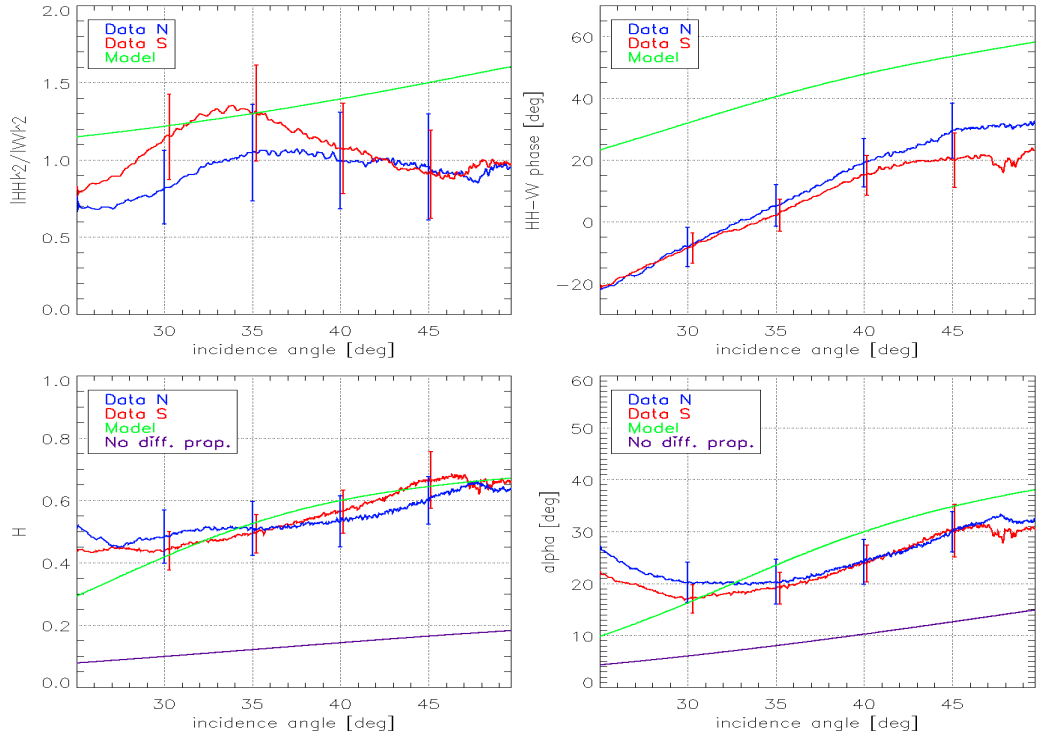 2.0
1.5
1.0
0.5
0.0
|HH|^2/|VV|^2
Data N
Data S
Model
30 35 40 45
incidence angle [deg]
60
40
20
0
-20
HH-VV phase [deg]
Data N
Data S
Model
30 35 40 45
incidence angle [deg]
1.0
0.8
0.6
0.4
0.2
0.0
H
Data N
Data S
Model
No diff. prop.
30 35 40 45
incidence angle [deg]
60
50
40
30
20
10
0
alpha [deg]
Data N
Data S
Model
No diff. prop.
30 35 40 45
incidence angle [deg]